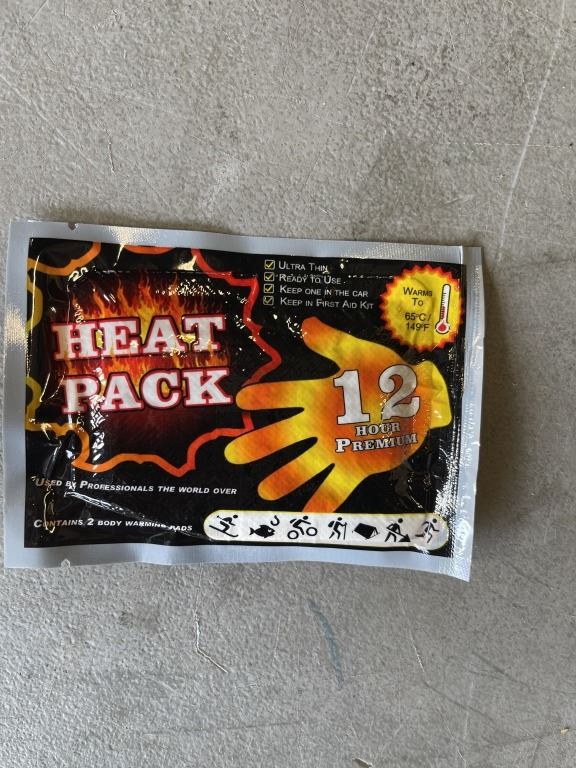 HEAT
PACK
ULTRA THIN
READY TO USE
KEEP ONE IN THE CAR
KEEP IN FIRST AID KIT
WARMS
TO
65°C /
149°F
12
HOUR
PREMIUM
*USED BY PROFESSIONALS THE WORLD OVER
CONTAINS 2 BODY WARMING PADS